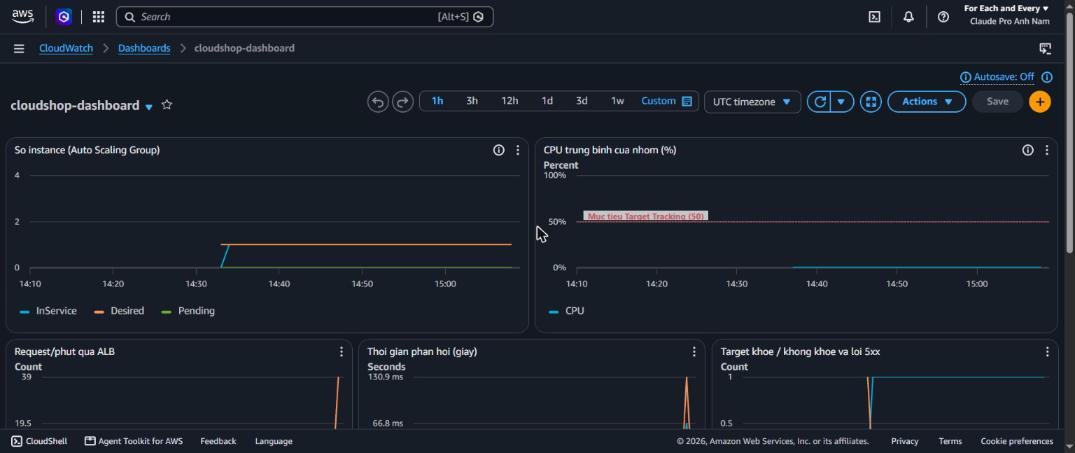 aws
Search [Alt+S]
For Each and Every
Claude Pro Anh Nam
CloudWatch > Dashboards > cloudshop-dashboard
Autosave: Off
cloudshop-dashboard
1h 3h 12h 1d 3d 1w Custom
UTC timezone
Actions
Save
So instance (Auto Scaling Group)
4
2
0
14:10 14:20 14:30 14:40 14:50 15:00
InService Desired Pending
CPU trung binh cua nhom (%)
Percent
100%
Muc tieu Target Tracking (50)
50%
0%
14:10 14:20 14:30 14:40 14:50 15:00
CPU
Request/phut qua ALB
Count
39
19.5
Thoi gian phan hoi (giay)
Seconds
130.9 ms
66.8 ms
Target khoe / khong khoe va loi 5xx
Count
1
0.5
CloudShell Agent Toolkit for AWS Feedback Language
© 2026, Amazon Web Services, Inc. or its affiliates. Privacy Terms Cookie preferences